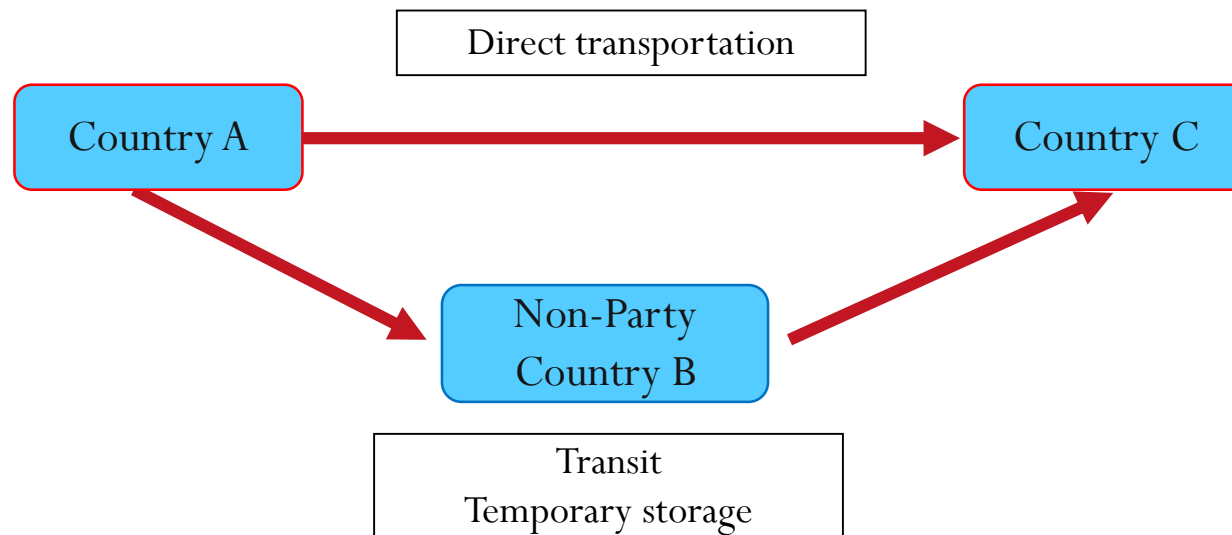 Direct transportation
Country A
Country C
Non-Party
Country B
Transit
Temporary storage